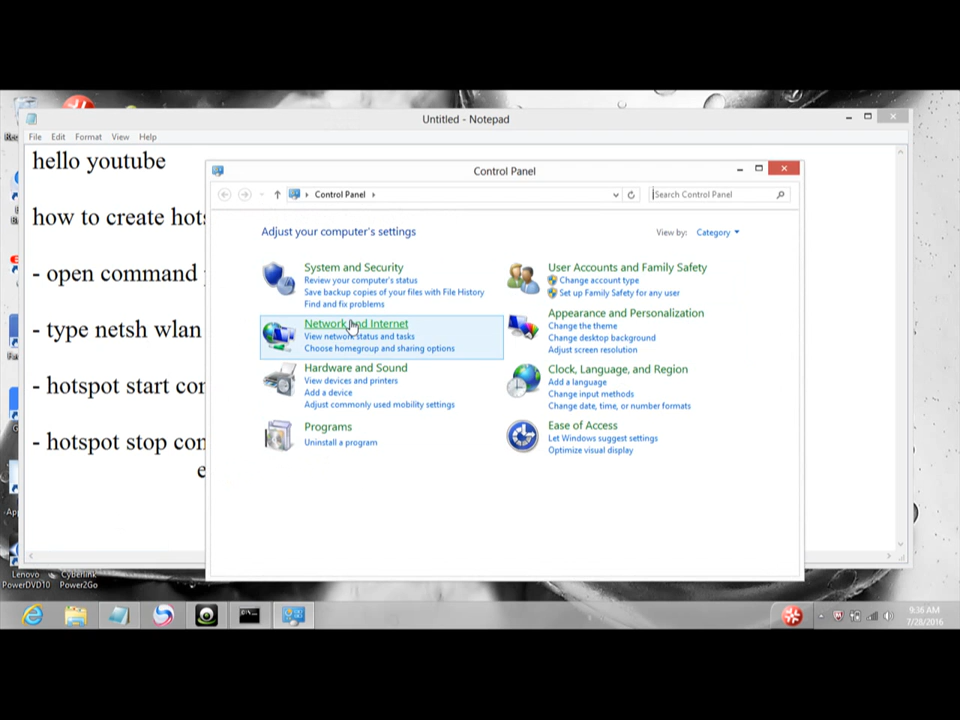 Untitled - Notepad
File Edit Format View Help
hello youtube
how to create
- open command
- type netsh wlan
- hotspot start
- hotspot stop
Control Panel
Control Panel
Search Control Panel
Adjust your computer's settings
View by: Category
System and Security
Review your computer's status
Save backup copies of your files with File History
Find and fix problems
Network and Internet
View network status and tasks
Choose homegroup and sharing options
Hardware and Sound
View devices and printers
Add a device
Adjust commonly used mobility settings
Programs
Uninstall a program
User Accounts and Family Safety
Change account type
Set up Family Safety for any user
Appearance and Personalization
Change the theme
Change desktop background
Adjust screen resolution
Clock, Language, and Region
Add a language
Change input methods
Change date, time, or number formats
Ease of Access
Let Windows suggest settings
Optimize visual display
Lenovo
PowerDVD10
Cyberlink
Power2Go
9:36 AM
7/28/2016